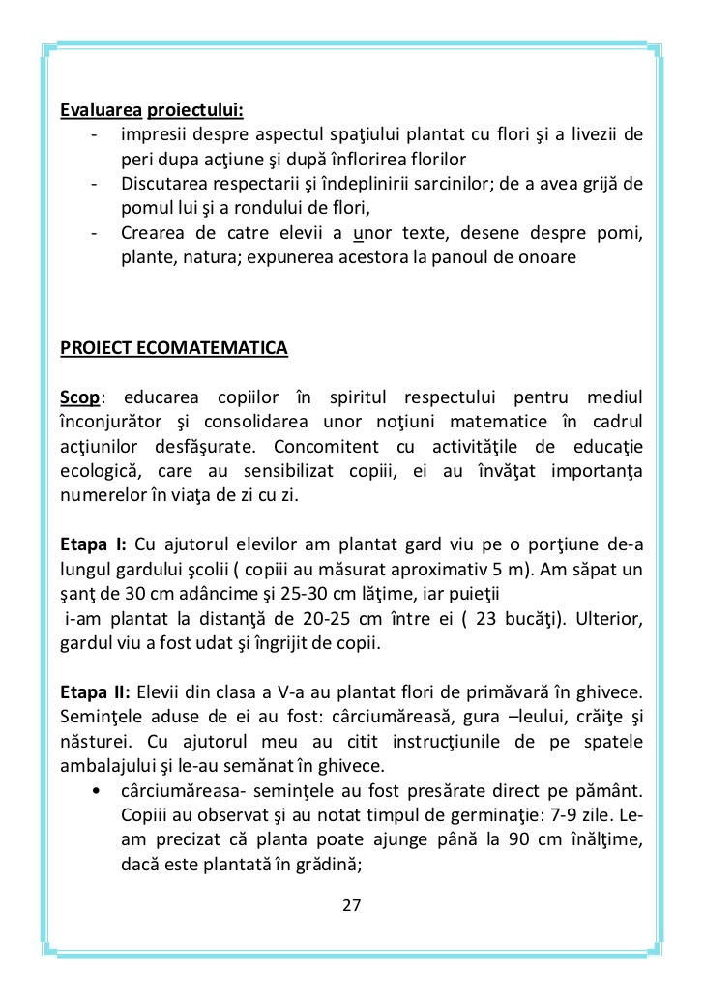 Evaluarea proiectului:
- impresii despre aspectul spaţiului plantat cu flori şi a livezii de
peri dupa acţiune şi după înflorirea florilor
- Discutarea respectarii şi îndeplinirii sarcinilor; de a avea grijă de
pomul lui şi a rondului de flori,
- Crearea de catre elevii a unor texte, desene despre pomi,
plante, natura; expunerea acestora la panoul de onoare
PROIECT ECOMATEMATICA
Scop: educarea copiilor în spiritul respectului pentru mediul
înconjurător şi consolidarea unor noţiuni matematice în cadrul
acţiunilor desfăşurate. Concomitent cu activităţile de educaţie
ecologică, care au sensibilizat copiii, ei au învăţat importanţa
numerelor în viaţa de zi cu zi.
Etapa I: Cu ajutorul elevilor am plantat gard viu pe o porţiune de-a
lungul gardului şcolii ( copiii au măsurat aproximativ 5 m). Am săpat un
şanţ de 30 cm adâncime şi 25-30 cm lăţime, iar puieţii
i-am plantat la distanţă de 20-25 cm între ei ( 23 bucăţi). Ulterior,
gardul viu a fost udat şi îngrijit de copii.
Etapa II: Elevii din clasa a V-a au plantat flori de primăvară în ghivece.
Seminţele aduse de ei au fost: cârciumăreasă, gura –leului, crăiţe şi
năsturei. Cu ajutorul meu au citit instrucţiunile de pe spatele
ambalajului şi le-au semănat în ghivece.
• cârciumăreasa- seminţele au fost presărate direct pe pământ.
Copiii au observat şi au notat timpul de germinaţie: 7-9 zile. Le-
am precizat că planta poate ajunge până la 90 cm înălţime,
dacă este plantată în grădină;
27